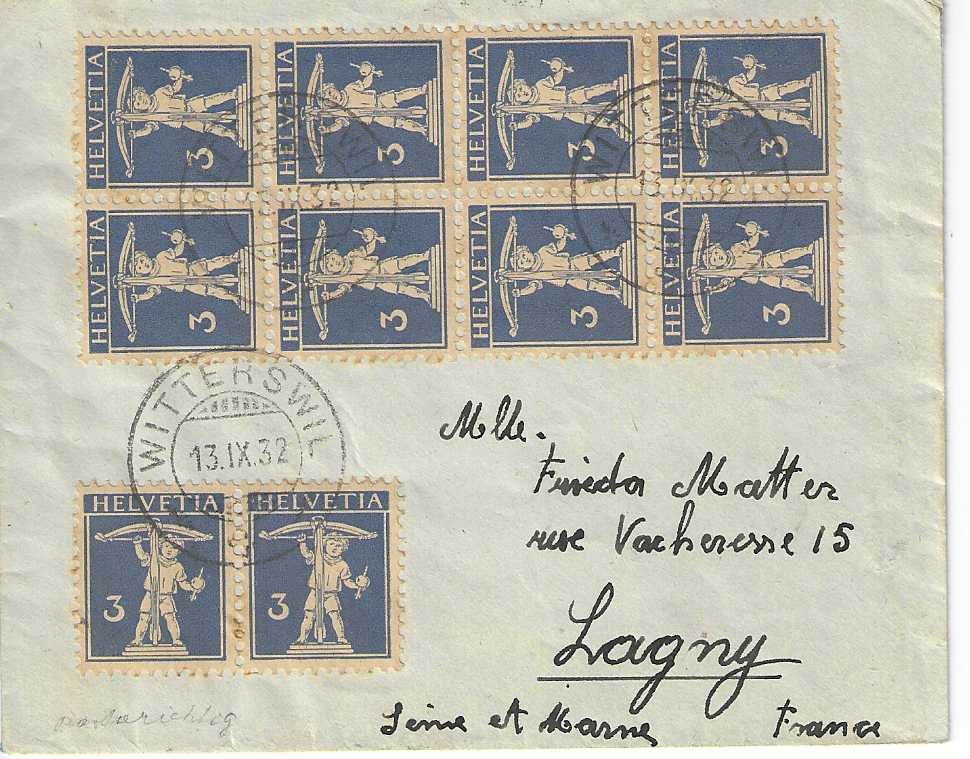 HELVETIA 3 HELVETIA 3 HELVETIA 3 HELVETIA 3
HELVETIA 3 HELVETIA 3 HELVETIA 3 HELVETIA 3
WITTERSWIL
13.IX.32
HELVETIA HELVETIA
3 3
Mlle.
Frieda Matter
rue Vacheresse 15
Lagny
Seine et Marne France